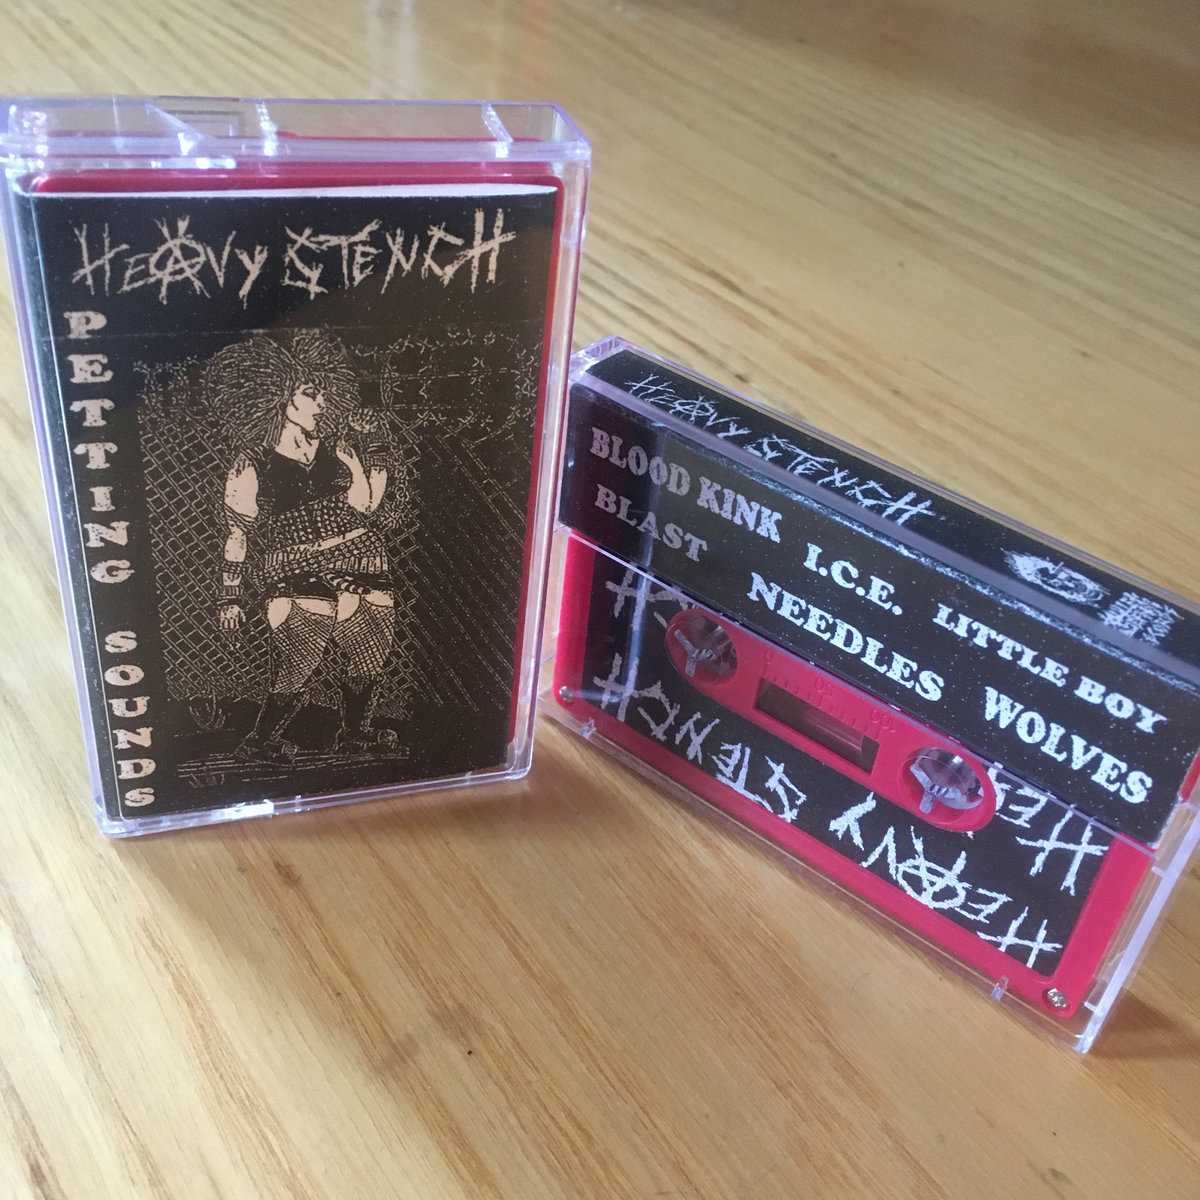 HEAVY STENCH
PETTING SOUNDS
HEAVY STENCH
BLOOD KINK I.C.E. LITTLE BOY
BLAST NEEDLES WOLVES
HEAVY STENCH